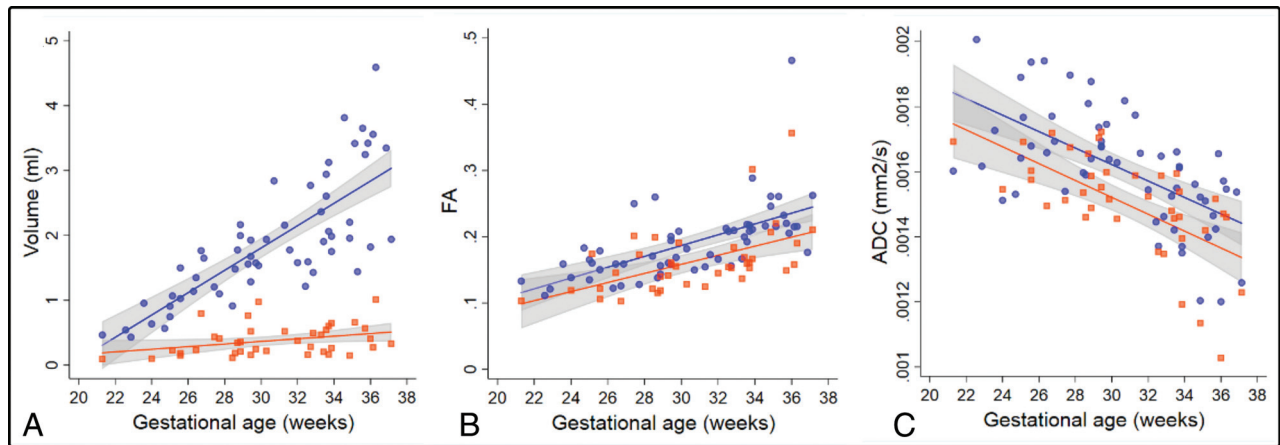 5
4
3
2
1
0
Volume (ml)
20 22 24 26 28 30 32 34 36 38
Gestational age (weeks)
A
.5
.4
.3
.2
.1
0
FA
20 22 24 26 28 30 32 34 36 38
Gestational age (weeks)
B
.002
.0018
.0016
.0014
.0012
.001
ADC (mm2/s)
20 22 24 26 28 30 32 34 36 38
Gestational age (weeks)
C